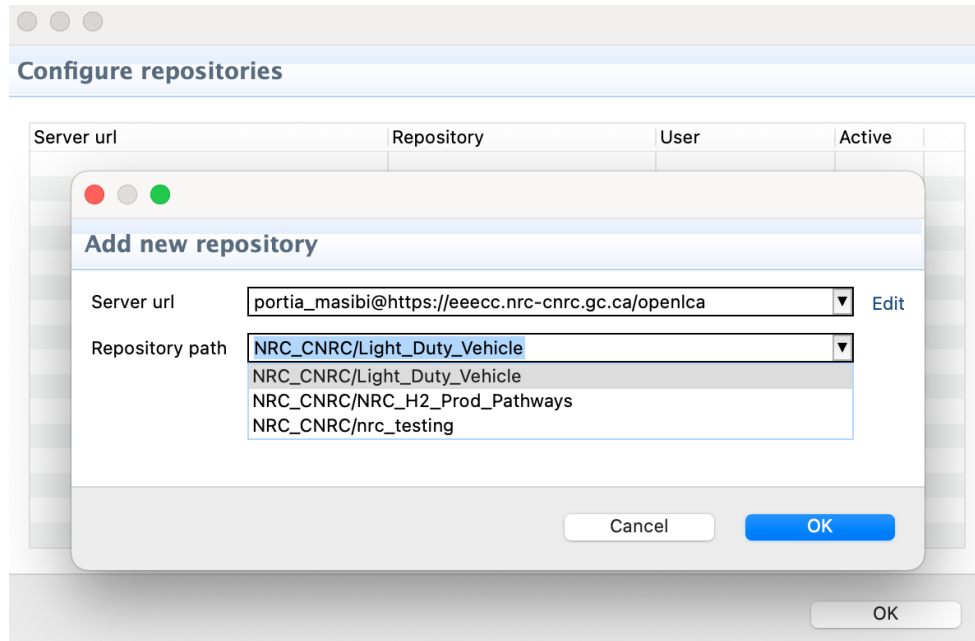 Configure repositories
Server url Repository User Active
Add new repository
Server url portia_masibi@https://eeecc.nrc-cnrc.gc.ca/openlca Edit
Repository path NRC_CNRC/Light_Duty_Vehicle
NRC_CNRC/Light_Duty_Vehicle
NRC_CNRC/NRC_H2_Prod_Pathways
NRC_CNRC/nrc_testing
Cancel OK
OK